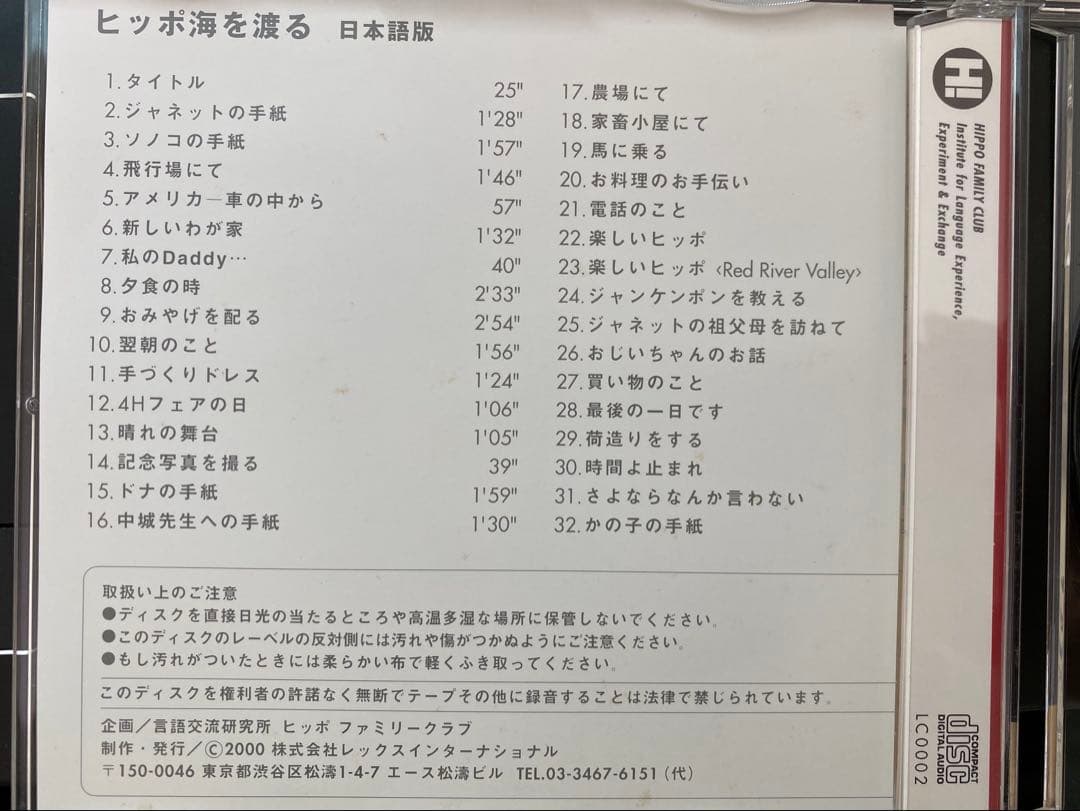 ヒッポ海を渡る 日本語版
1.タイトル 25"
2.ジャネットの手紙 1'28"
3.ソノコの手紙 1'57"
4.飛行場にて 1'46"
5.アメリカ―車の中から 57"
6.新しいわが家 1'32"
7.私のDaddy… 40"
8.夕食の時 2'33"
9.おみやげを配る 2'54"
10.翌朝のこと 1'56"
11.手づくりドレス 1'24"
12.4Hフェアの日 1'06"
13.晴れの舞台 1'05"
14.記念写真を撮る 39"
15.ドナの手紙 1'59"
16.中城先生への手紙 1'30"
17.農場にて
18.家畜小屋にて
19.馬に乗る
20.お料理のお手伝い
21.電話のこと
22.楽しいヒッポ
23.楽しいヒッポ〈Red River Valley〉
24.ジャンケンポンを教える
25.ジャネットの祖父母を訪ねて
26.おじいちゃんのお話
27.買い物のこと
28.最後の一日です
29.荷造りをする
30.時間よ止まれ
31.さよならなんか言わない
32.かの子の手紙
取扱い上のご注意
●ディスクを直接日光の当たるところや高温多湿な場所に保管しないでください。
●このディスクのレーベルの反対側には汚れや傷がつかぬようにご注意ください。
●もし汚れがついたときには柔らかい布で軽くふき取ってください。
このディスクを権利者の許諾なく無断でテープその他に録音することは法律で禁じられています。
企画／言語交流研究所 ヒッポ ファミリークラブ
制作・発行／Ⓒ2000 株式会社レックスインターナショナル
〒150-0046 東京都渋谷区松濤1-4-7 エース松濤ビル TEL.03-3467-6151（代）
H!
HIPPO FAMILY CLUB
Institute for Language Experience,
Experiment & Exchange
COMPACT
disc
DIGITAL AUDIO
LC0002